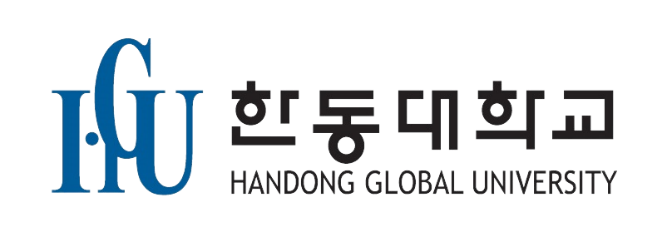 HGU
한동대학교
HANDONG GLOBAL UNIVERSITY